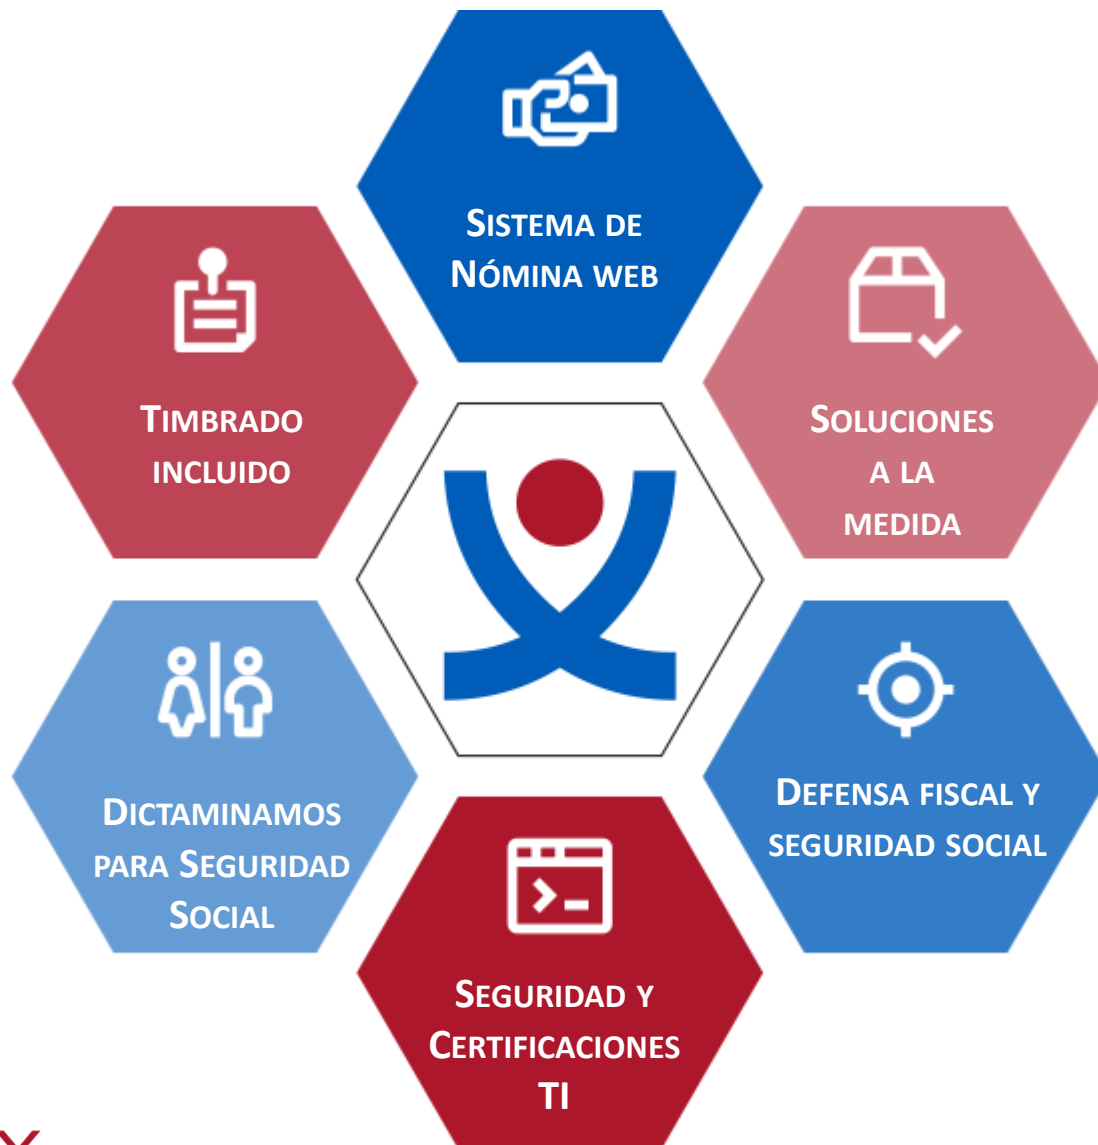 SISTEMA DE
NÓMINA WEB
TIMBRADO
INCLUIDO
SOLUCIONES
A LA
MEDIDA
DICTAMINAMOS
PARA SEGURIDAD
SOCIAL
DEFENSA FISCAL Y
SEGURIDAD SOCIAL
SEGURIDAD Y
CERTIFICACIONES
TI